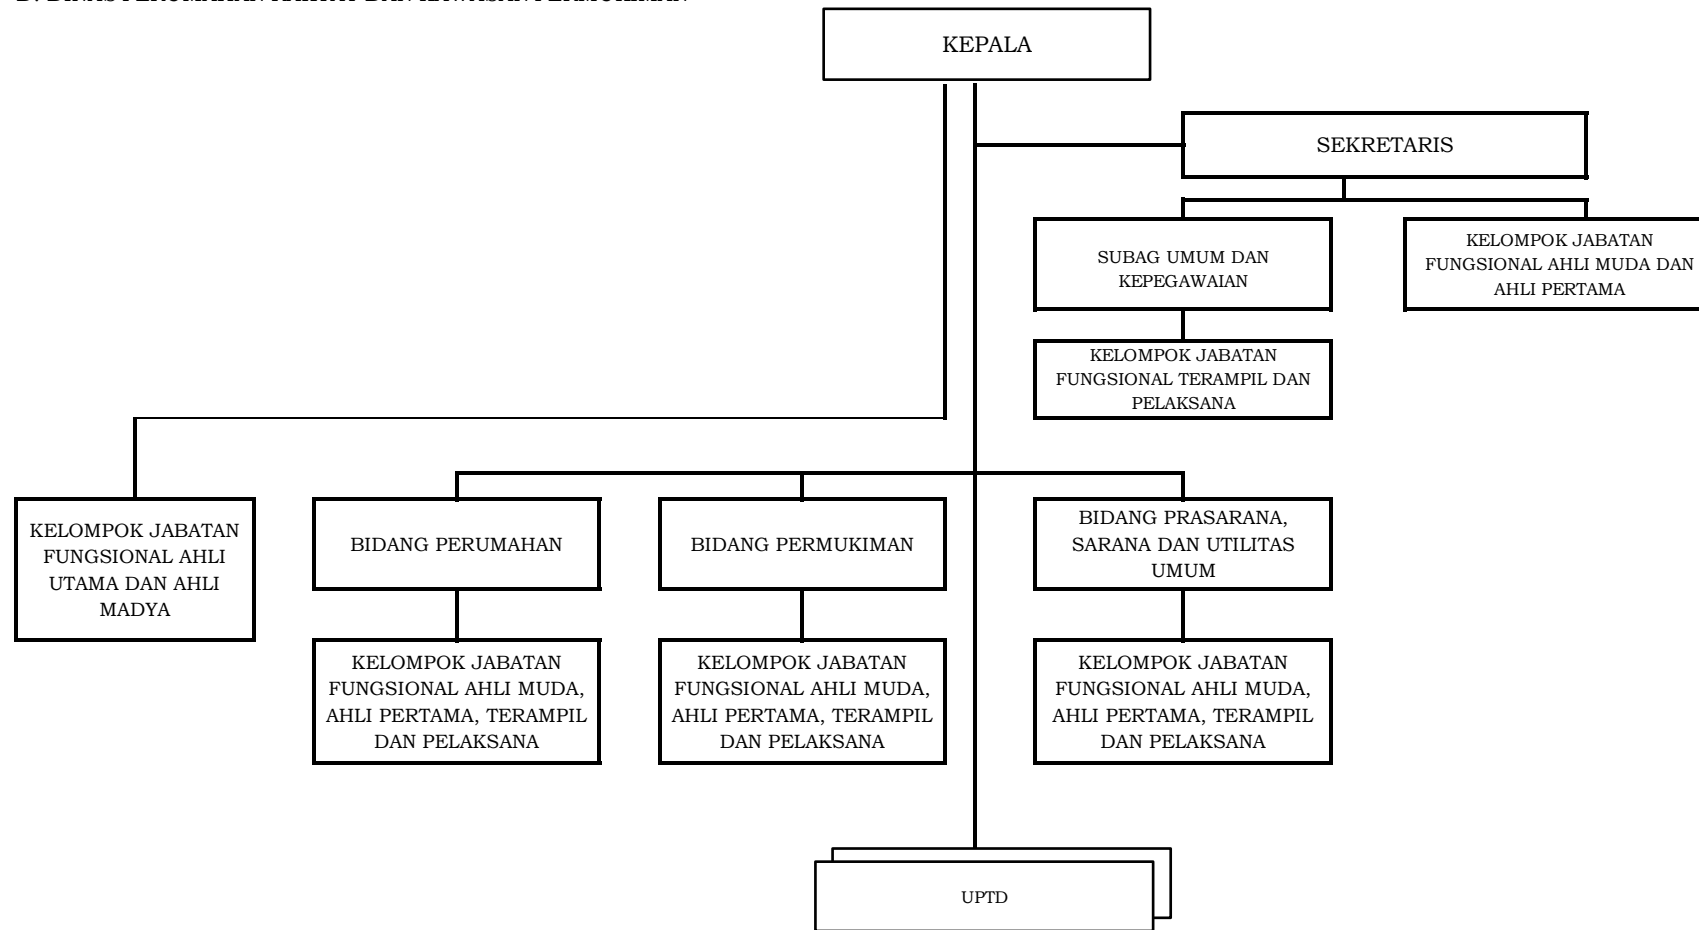 KEPALA
SEKRETARIS
SUBAG UMUM DAN
KEPEGAWAIAN
KELOMPOK JABATAN
FUNGSIONAL AHLI MUDA DAN
AHLI PERTAMA
KELOMPOK JABATAN
FUNGSIONAL TERAMPIL DAN
PELAKSANA
KELOMPOK JABATAN
FUNGSIONAL AHLI
UTAMA DAN AHLI
MADYA
BIDANG PERUMAHAN
BIDANG PERMUKIMAN
BIDANG PRASARANA,
SARANA DAN UTILITAS
UMUM
KELOMPOK JABATAN
FUNGSIONAL AHLI MUDA,
AHLI PERTAMA, TERAMPIL
DAN PELAKSANA
KELOMPOK JABATAN
FUNGSIONAL AHLI MUDA,
AHLI PERTAMA, TERAMPIL
DAN PELAKSANA
KELOMPOK JABATAN
FUNGSIONAL AHLI MUDA,
AHLI PERTAMA, TERAMPIL
DAN PELAKSANA
UPTD